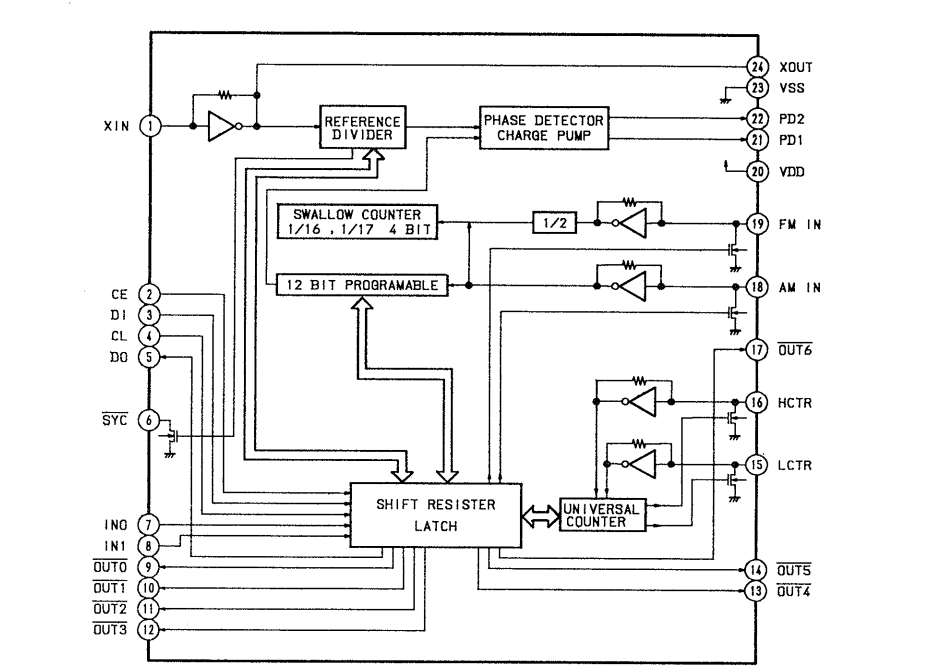 24 XOUT
23 VSS
XIN 1
REFERENCE
DIVIDER
PHASE DETECTOR
CHARGE PUMP
22 PD2
21 PD1
20 VDD
SWALLOW COUNTER
1/16 , 1/17 4 BIT
1/2
19 FM IN
12 BIT PROGRAMABLE
18 AM IN
CE 2
DI 3
CL 4
DO 5
17 OUT6
16 HCTR
SYC 6
15 LCTR
SHIFT RESISTER
LATCH
UNIVERSAL
COUNTER
IN0 7
IN1 8
OUT0 9
OUT1 10
OUT2 11
OUT3 12
14 OUT5
13 OUT4